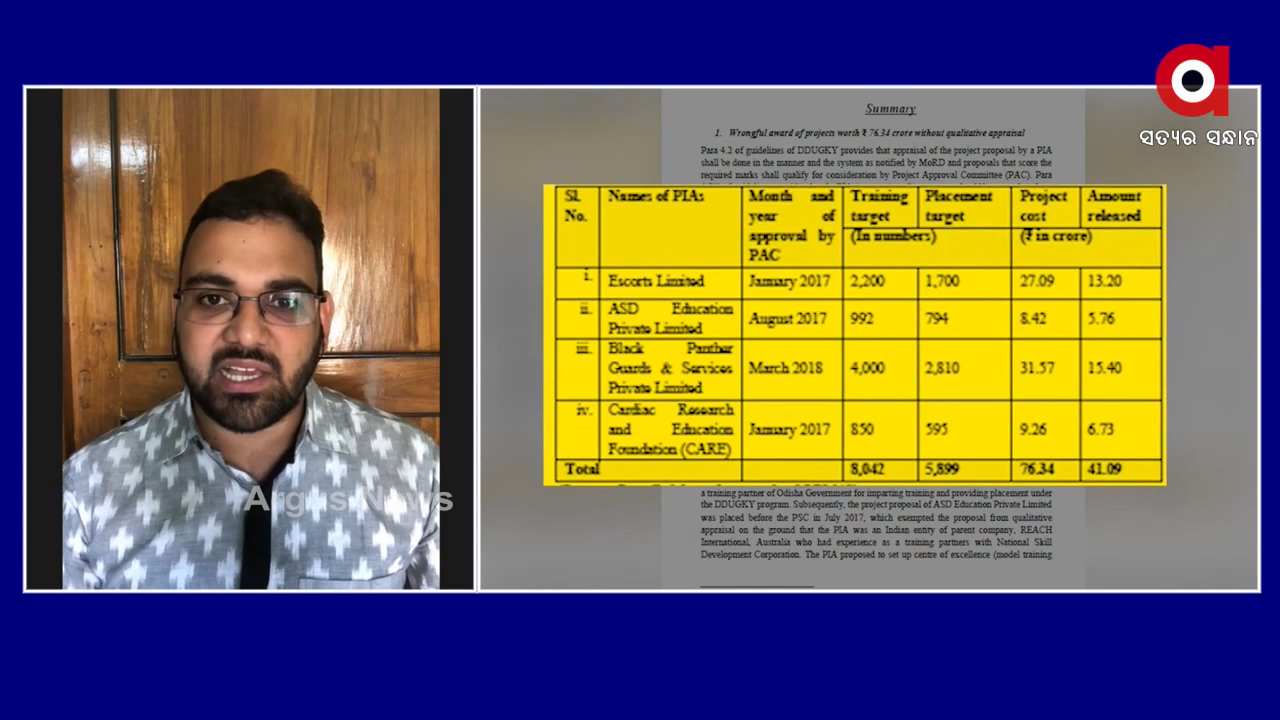 ସତ୍ୟର ସନ୍ଧାନ
Summary
1. Wrongful award of projects worth ₹ 76.34 crore without qualitative appraisal
Para 4.2 of guidelines of DDUGKY provides that appraisal of the project proposal by a PIA
shall be done in the manner and the system as notified by MoRD and proposals that score the
required marks shall qualify for consideration by Project Approval Committee (PAC). Para
Sl. No. Names of PIAs Month and year of approval by PAC Training target Placement target Project cost Amount released
(In numbers) (₹ in crore)
i. Escorts Limited January 2017 2,200 1,700 27.09 13.20
ii. ASD Education Private Limited August 2017 992 794 8.42 5.76
iii. Black Panther Guards & Services Private Limited March 2018 4,000 2,810 31.57 15.40
iv. Cardiac Research and Education Foundation (CARE) January 2017 850 595 9.26 6.73
Total 8,042 5,899 76.34 41.09
a training partner of Odisha Government for imparting training and providing placement under
the DDUGKY program. Subsequently, the project proposal of ASD Education Private Limited
was placed before the PSC in July 2017, which exempted the proposal from qualitative
appraisal on the ground that the PIA was an Indian entity of parent company, REACH
International, Australia who had experience as a training partners with National Skill
Development Corporation. The PIA proposed to set up centre of excellence (model training
Argus News